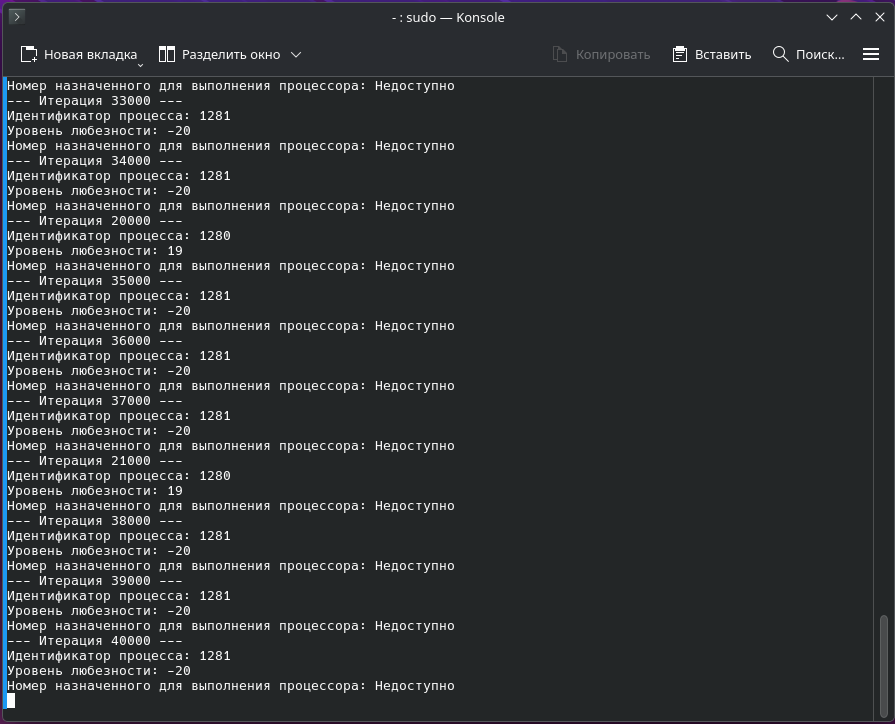 - : sudo — Konsole
Новая вкладка Разделить окно Копировать Вставить Поиск...
Номер назначенного для выполнения процессора: Недоступно
--- Итерация 33000 ---
Идентификатор процесса: 1281
Уровень любезности: -20
Номер назначенного для выполнения процессора: Недоступно
--- Итерация 34000 ---
Идентификатор процесса: 1281
Уровень любезности: -20
Номер назначенного для выполнения процессора: Недоступно
--- Итерация 20000 ---
Идентификатор процесса: 1280
Уровень любезности: 19
Номер назначенного для выполнения процессора: Недоступно
--- Итерация 35000 ---
Идентификатор процесса: 1281
Уровень любезности: -20
Номер назначенного для выполнения процессора: Недоступно
--- Итерация 36000 ---
Идентификатор процесса: 1281
Уровень любезности: -20
Номер назначенного для выполнения процессора: Недоступно
--- Итерация 37000 ---
Идентификатор процесса: 1281
Уровень любезности: -20
Номер назначенного для выполнения процессора: Недоступно
--- Итерация 21000 ---
Идентификатор процесса: 1280
Уровень любезности: 19
Номер назначенного для выполнения процессора: Недоступно
--- Итерация 38000 ---
Идентификатор процесса: 1281
Уровень любезности: -20
Номер назначенного для выполнения процессора: Недоступно
--- Итерация 39000 ---
Идентификатор процесса: 1281
Уровень любезности: -20
Номер назначенного для выполнения процессора: Недоступно
--- Итерация 40000 ---
Идентификатор процесса: 1281
Уровень любезности: -20
Номер назначенного для выполнения процессора: Недоступно